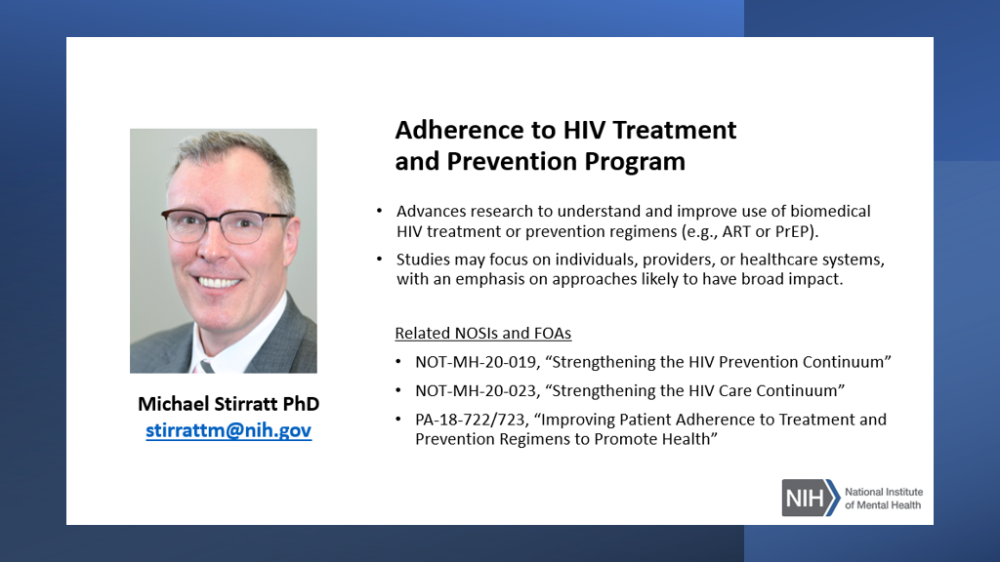 Adherence to HIV Treatment
and Prevention Program
• Advances research to understand and improve use of biomedical
HIV treatment or prevention regimens (e.g., ART or PrEP).
• Studies may focus on individuals, providers, or healthcare systems,
with an emphasis on approaches likely to have broad impact.
Related NOSIs and FOAs
• NOT-MH-20-019, “Strengthening the HIV Prevention Continuum”
• NOT-MH-20-023, “Strengthening the HIV Care Continuum”
• PA-18-722/723, “Improving Patient Adherence to Treatment and
Prevention Regimens to Promote Health”
Michael Stirratt PhD
stirrattm@nih.gov
NIH
National Institute
of Mental Health